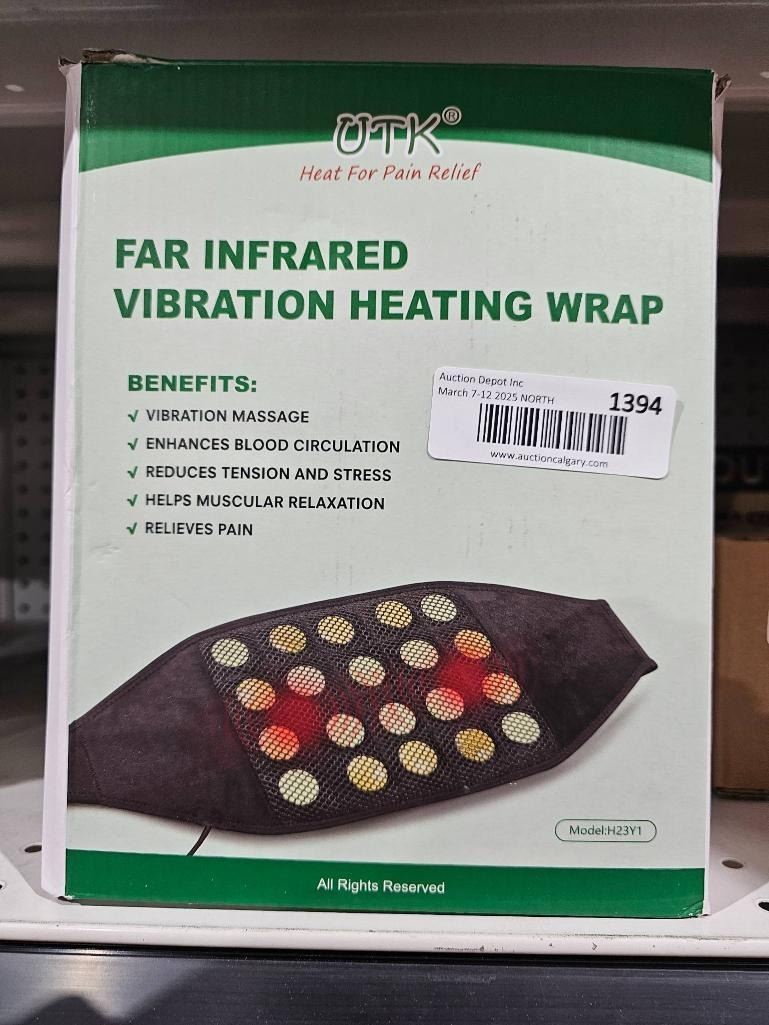 UTK®
Heat For Pain Relief
FAR INFRARED
VIBRATION HEATING WRAP
BENEFITS:
√ VIBRATION MASSAGE
√ ENHANCES BLOOD CIRCULATION
√ REDUCES TENSION AND STRESS
√ HELPS MUSCULAR RELAXATION
√ RELIEVES PAIN
Auction Depot Inc
March 7-12 2025 NORTH
1394
www.auctioncalgary.com
Model:H23Y1
All Rights Reserved